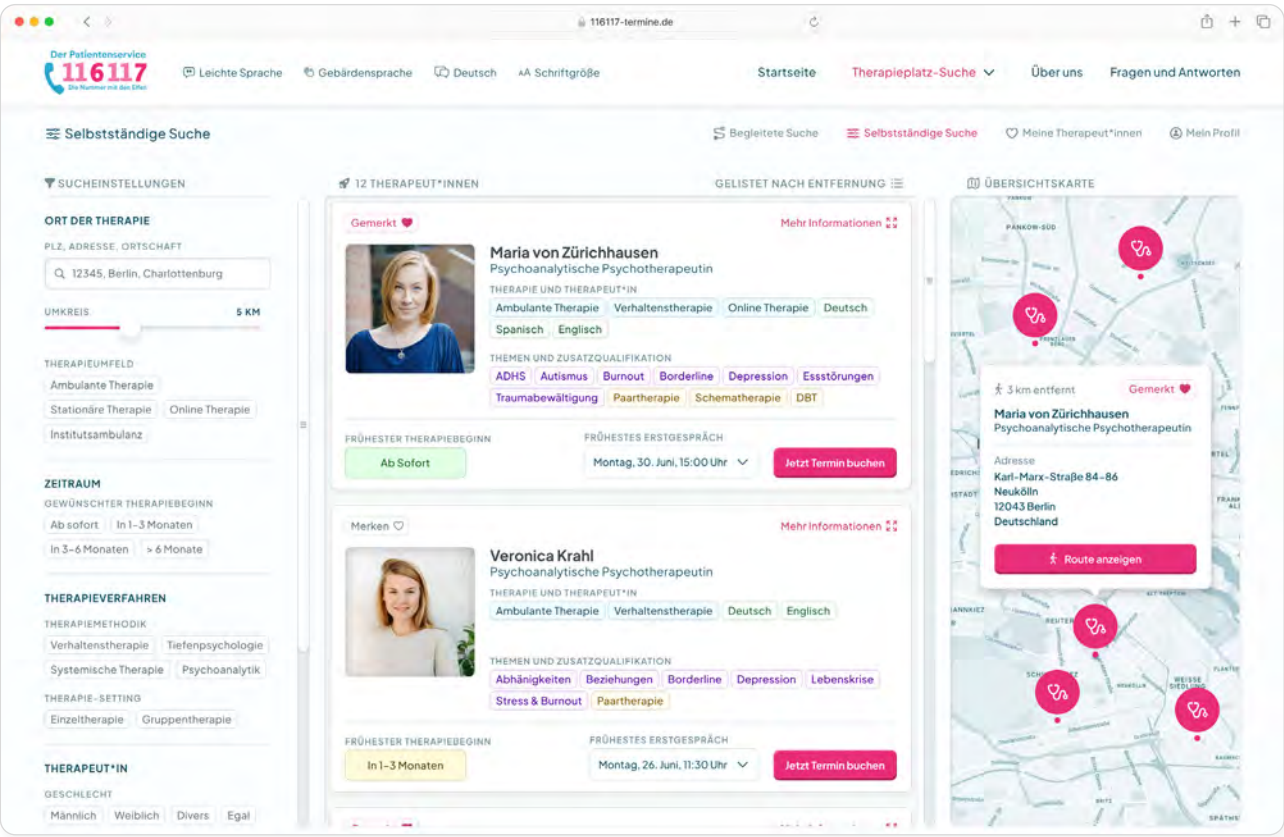 116117-termine.de
Der Patientenservice
116117
Die Nummer mit den Elfen
Leichte Sprache
Gebärdensprache
Deutsch
AA Schriftgröße
Startseite
Therapieplatz-Suche
Über uns
Fragen und Antworten
Selbstständige Suche
Begleitete Suche
Selbstständige Suche
Meine Therapeut*innen
Mein Profil
SUCHEINSTELLUNGEN
ORT DER THERAPIE
PLZ, ADRESSE, ORTSCHAFT
12345, Berlin, Charlottenburg
UMKREIS 5 KM
THERAPIEUMFELD
Ambulante Therapie
Stationäre Therapie Online Therapie
Institutsambulanz
ZEITRAUM
GEWÜNSCHTER THERAPIEBEGINN
Ab sofort In 1–3 Monaten
In 3–6 Monaten > 6 Monate
THERAPIEVERFAHREN
THERAPIEMETHODIK
Verhaltenstherapie Tiefenpsychologie
Systemische Therapie Psychoanalytik
THERAPIE-SETTING
Einzeltherapie Gruppentherapie
THERAPEUT*IN
GESCHLECHT
Männlich Weiblich Divers Egal
12 THERAPEUT*INNEN
GELISTET NACH ENTFERNUNG
Gemerkt
Mehr Informationen
Maria von Zürichhausen
Psychoanalytische Psychotherapeutin
THERAPIE UND THERAPEUT*IN
Ambulante Therapie Verhaltenstherapie Online Therapie Deutsch
Spanisch Englisch
THEMEN UND ZUSATZQUALIFIKATION
ADHS Autismus Burnout Borderline Depression Essstörungen
Traumabewältigung Paartherapie Schematherapie DBT
FRÜHESTER THERAPIEBEGINN
Ab Sofort
FRÜHESTES ERSTGESPRÄCH
Montag, 30. Juni, 15:00 Uhr
Jetzt Termin buchen
Merken
Mehr Informationen
Veronica Krahl
Psychoanalytische Psychotherapeutin
THERAPIE UND THERAPEUT*IN
Ambulante Therapie Verhaltenstherapie Deutsch Englisch
THEMEN UND ZUSATZQUALIFIKATION
Abhänigkeiten Beziehungen Borderline Depression Lebenskrise
Stress & Burnout Paartherapie
FRÜHESTER THERAPIEBEGINN
In 1–3 Monaten
FRÜHESTES ERSTGESPRÄCH
Montag, 26. Juni, 11:30 Uhr
Jetzt Termin buchen
ÜBERSICHTSKARTE
PANKOW
PANKOW-SÜD
3 km entfernt
Gemerkt
Maria von Zürichhausen
Psychoanalytische Psychotherapeutin
Adresse
Karl-Marx-Straße 84–86
Neukölln
12043 Berlin
Deutschland
Route anzeigen
REUTER
WEISSE
SIEDLUNG
BRITZ